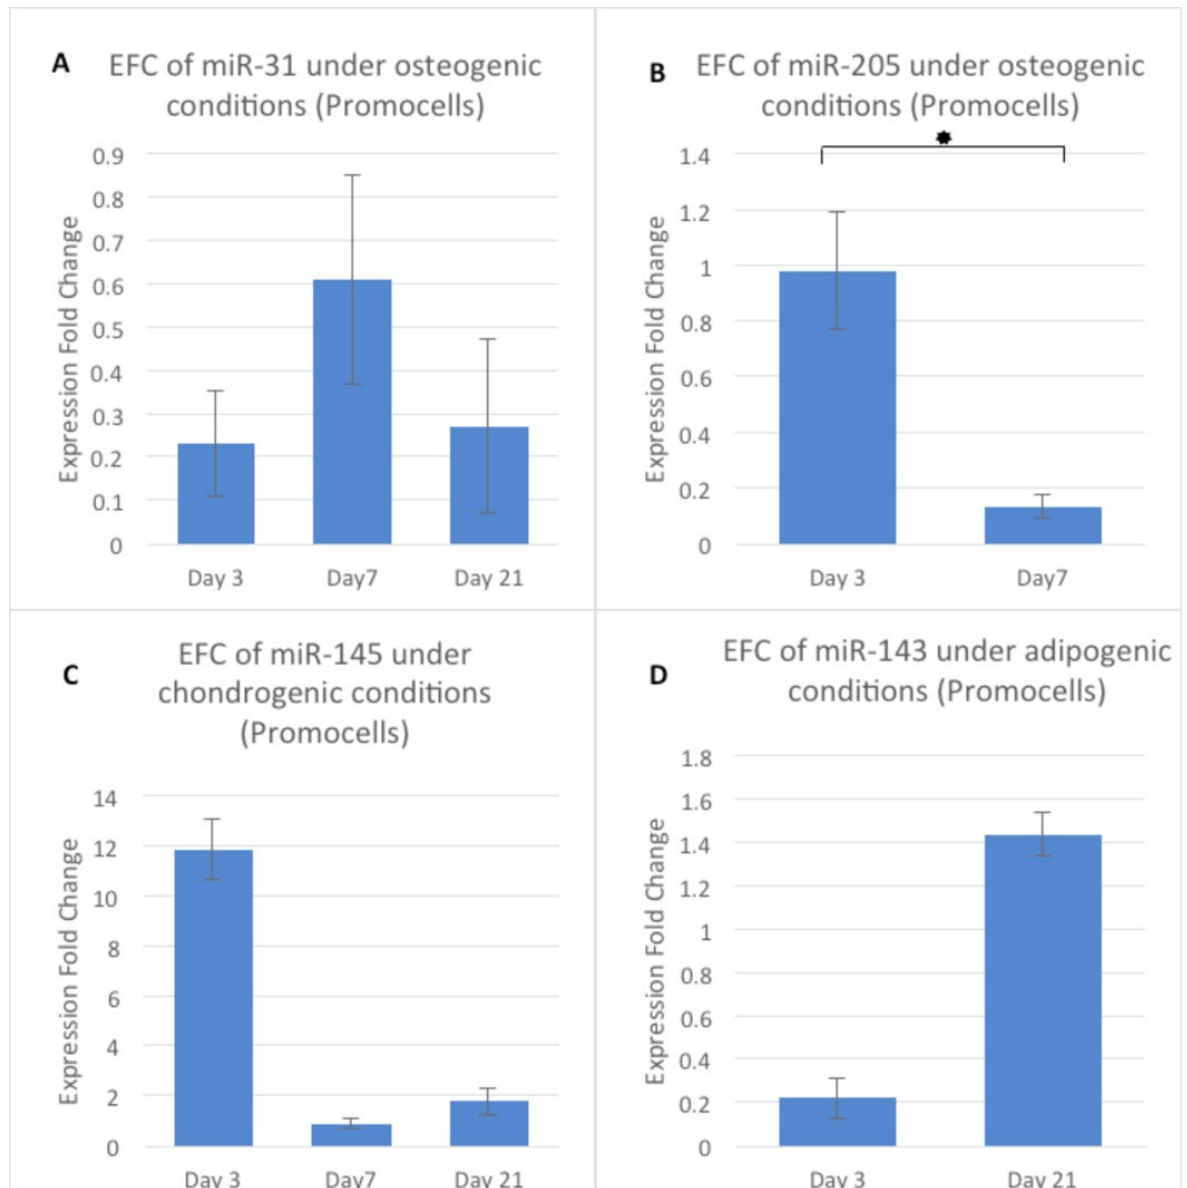 A
EFC of miR-31 under osteogenic
conditions (Promocells)
Expression Fold Change
0.9
0.8
0.7
0.6
0.5
0.4
0.3
0.2
0.1
0
Day 3 Day7 Day 21
B
EFC of miR-205 under osteogenic
conditions (Promocells)
Expression Fold Change
1.4
1.2
1
0.8
0.6
0.4
0.2
0
Day 3 Day7
C
EFC of miR-145 under
chondrogenic conditions
(Promocells)
Expression Fold Change
14
12
10
8
6
4
2
0
Day 3 Day7 Day 21
D
EFC of miR-143 under adipogenic
conditions (Promocells)
Expression Fold Change
1.8
1.6
1.4
1.2
1
0.8
0.6
0.4
0.2
0
Day 3 Day 21